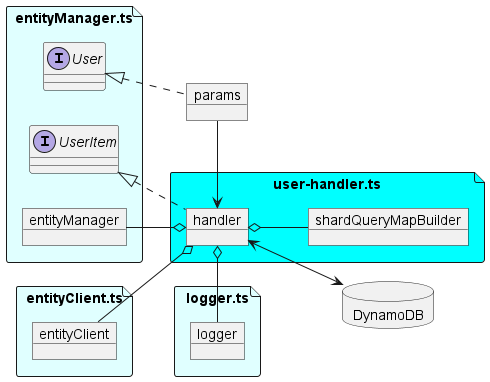 entityManager.ts
I User
params
I UserItem
user-handler.ts
entityManager
handler
shardQueryMapBuilder
entityClient.ts
logger.ts
DynamoDB
entityClient
logger